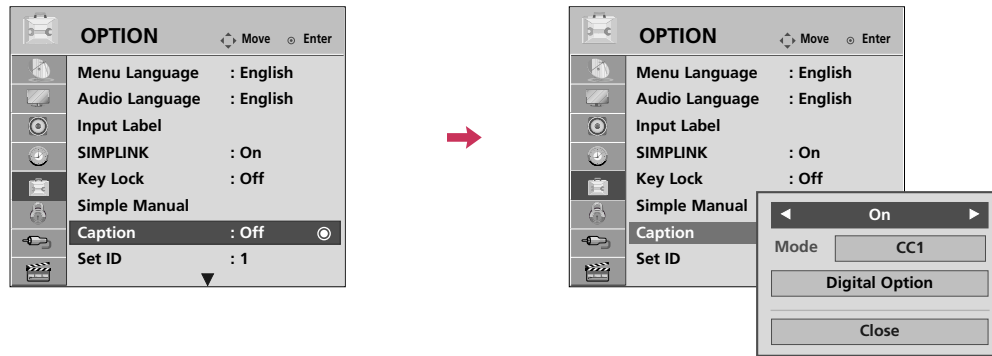 OPTION Move Enter
Menu Language : English
Audio Language : English
Input Label
SIMPLINK : On
Key Lock : Off
Simple Manual
Caption : Off
Set ID : 1
OPTION Move Enter
Menu Language : English
Audio Language : English
Input Label
SIMPLINK : On
Key Lock : Off
Simple Manual
Caption
Set ID
On
Mode CC1
Digital Option
Close